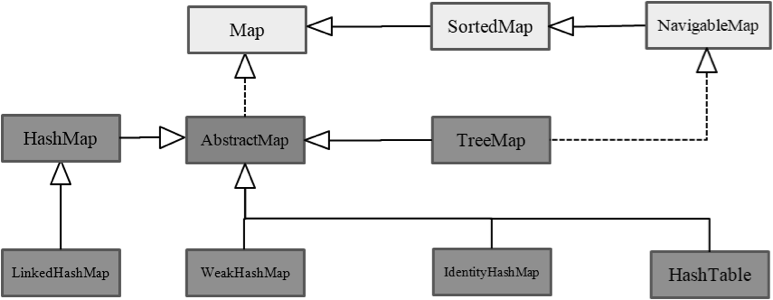 Map
SortedMap
NavigableMap
HashMap
AbstractMap
TreeMap
LinkedHashMap
WeakHashMap
IdentityHashMap
HashTable